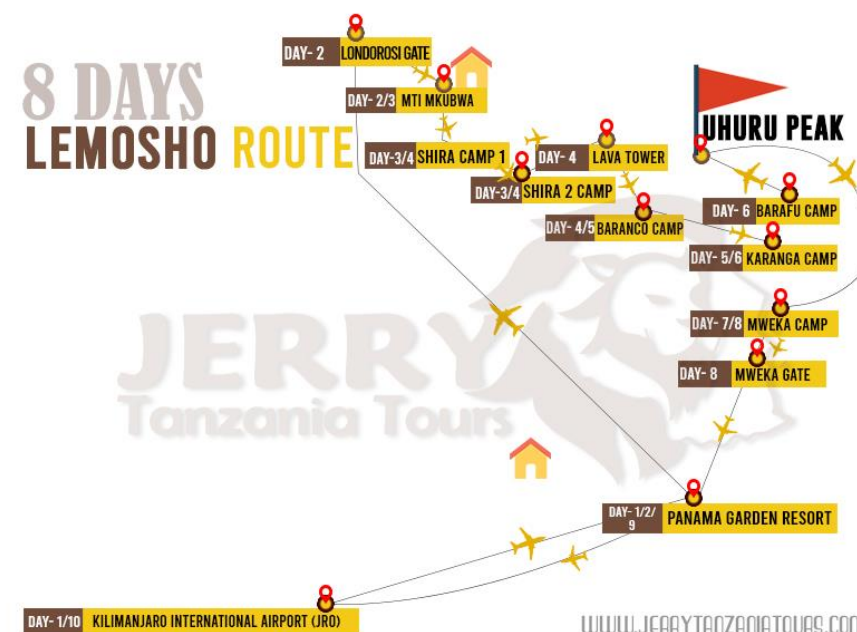 8 DAYS
LEMOSHO ROUTE
DAY- 2 LONDOROSI GATE
DAY- 2/3 MTI MKUBWA
DAY-3/4 SHIRA CAMP 1
DAY-3/4 SHIRA 2 CAMP
DAY- 4 LAVA TOWER
DAY- 4/5 BARANCO CAMP
UHURU PEAK
DAY- 6 BARAFU CAMP
DAY- 5/6 KARANGA CAMP
DAY- 7/8 MWEKA CAMP
DAY- 8 MWEKA GATE
JERRY
Tanzania Tours
DAY- 1/2/
9
PANAMA GARDEN RESORT
DAY- 1/10 KILIMANJARO INTERNATIONAL AIRPORT (JRO)
WWW.JERRYTANZANIATOURS.COM